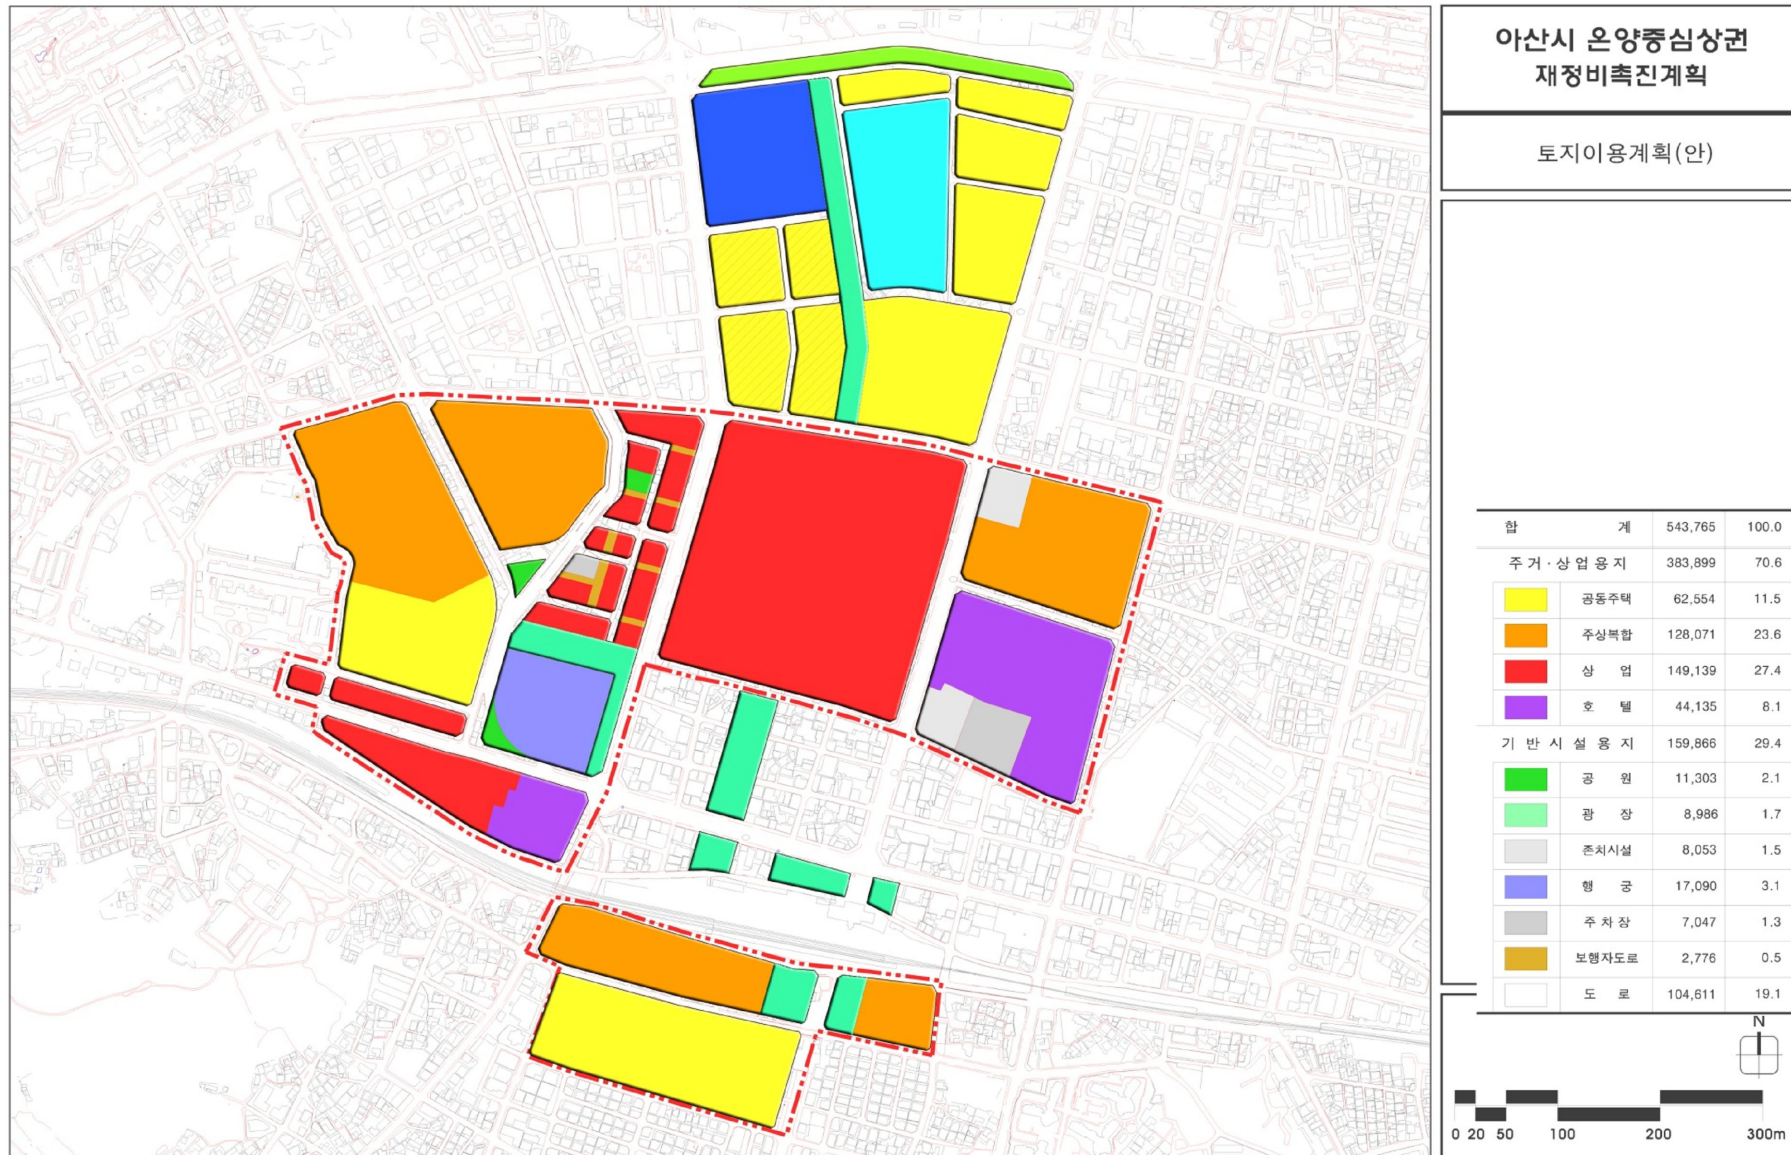 아산시 온양중심상권
재정비촉진계획
토지이용계획(안)
합 계 543,765 100.0
주거·상업용지 383,899 70.6
공동주택 62,554 11.5
주상복합 128,071 23.6
상 업 149,139 27.4
호 텔 44,135 8.1
기반시설용지 159,866 29.4
공 원 11,303 2.1
광 장 8,986 1.7
존치시설 8,053 1.5
행 궁 17,090 3.1
주차장 7,047 1.3
보행자도로 2,776 0.5
도 로 104,611 19.1
N
0 20 50 100 200 300m